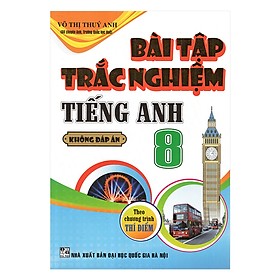 VÕ THỊ THUÝ ANH
BÀI TẬP
TRẮC NGHIỆM
TIẾNG ANH
KHÔNG ĐÁP ÁN
8
Theo
chương trình
THÍ ĐIỂM
NHÀ XUẤT BẢN ĐẠI HỌC QUỐC GIA HÀ NỘI